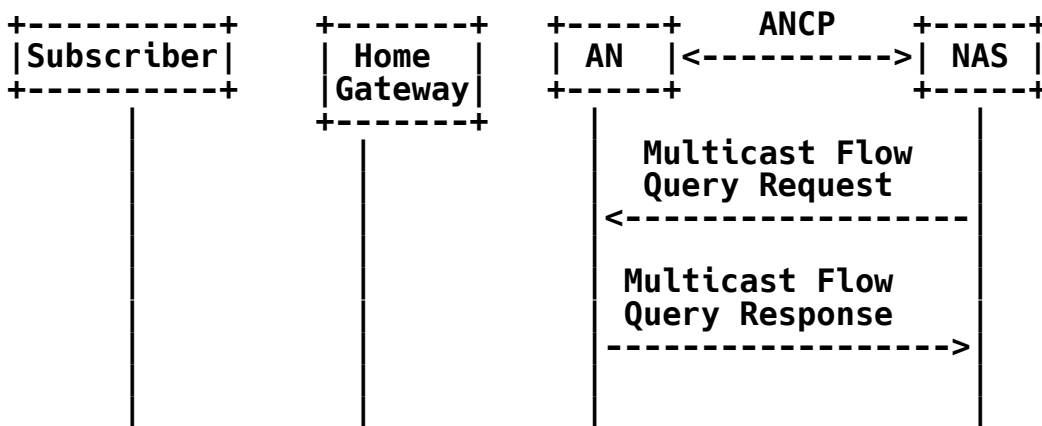 +----------+    +-------+   +-----+   ANCP    +-----+
|Subscriber|    | Home  |   | AN  |<---------->| NAS |
+----------+    |Gateway|   +-----+           +-----+
+-------+
Multicast Flow
Query Request
<------------------
Multicast Flow
Query Response
------------------>